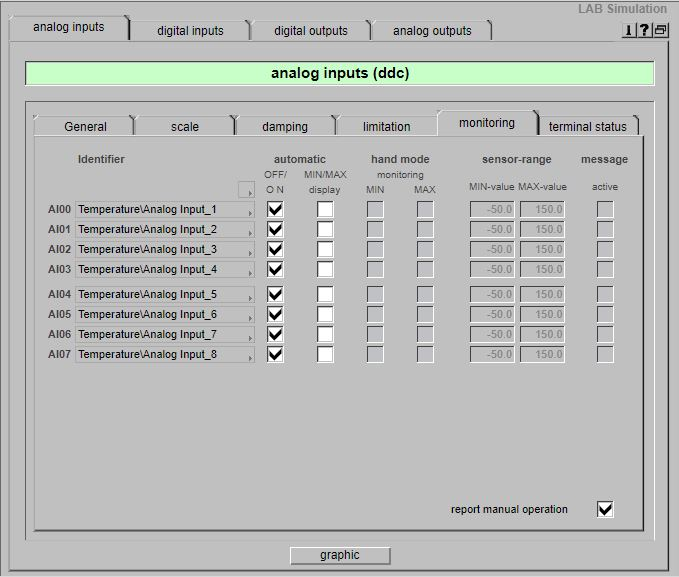 LAB Simulation
analog inputs digital inputs digital outputs analog outputs
analog inputs (ddc)
General scale damping limitation monitoring terminal status
Identifier automatic hand mode sensor-range message
OFF/ MIN/MAX monitoring
O N display MIN MAX MIN-value MAX-value active
AI00 Temperature\Analog Input_1 -50.0 150.0
AI01 Temperature\Analog Input_2 -50.0 150.0
AI02 Temperature\Analog Input_3 -50.0 150.0
AI03 Temperature\Analog Input_4 -50.0 150.0
AI04 Temperature\Analog Input_5 -50.0 150.0
AI05 Temperature\Analog Input_6 -50.0 150.0
AI06 Temperature\Analog Input_7 -50.0 150.0
AI07 Temperature\Analog Input_8 -50.0 150.0
report manual operation
graphic